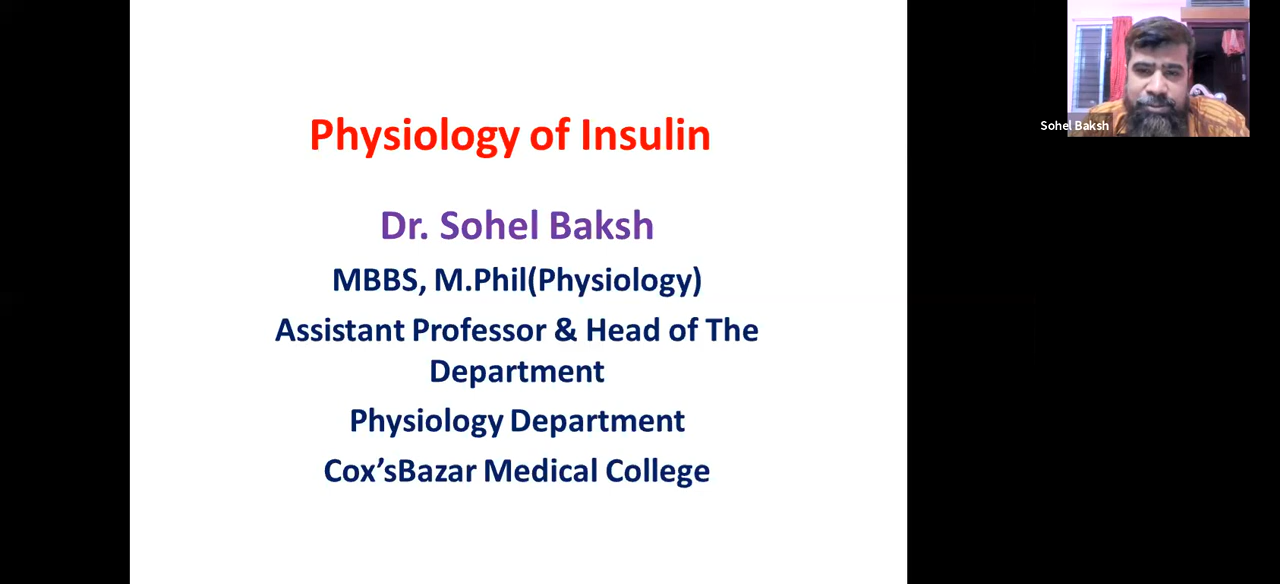 Physiology of Insulin
Dr. Sohel Baksh
MBBS, M.Phil(Physiology)
Assistant Professor & Head of The
Department
Physiology Department
Cox’sBazar Medical College
Sohel Baksh